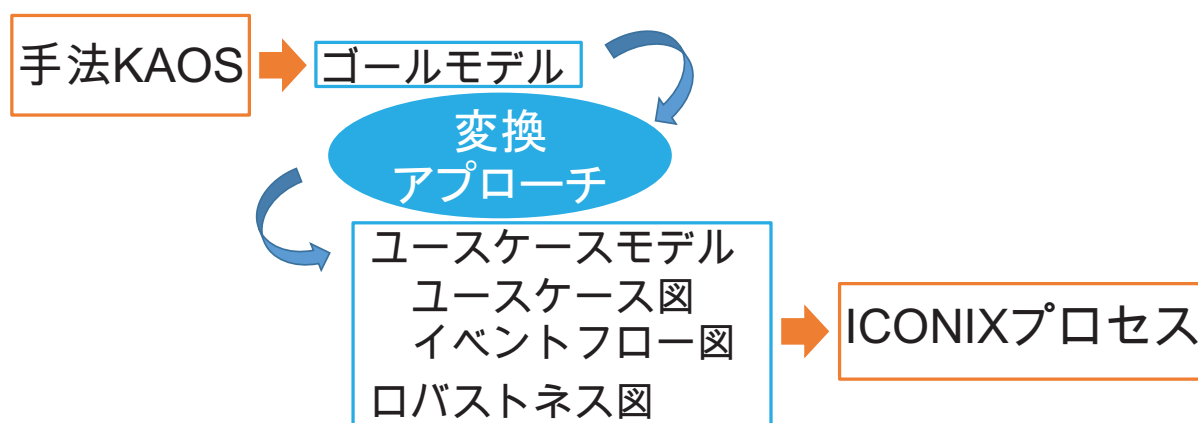 手法KAOS
ゴールモデル
変換
アプローチ
ユースケースモデル
ユースケース図
イベントフロー図
ロバストネス図
ICONIXプロセス